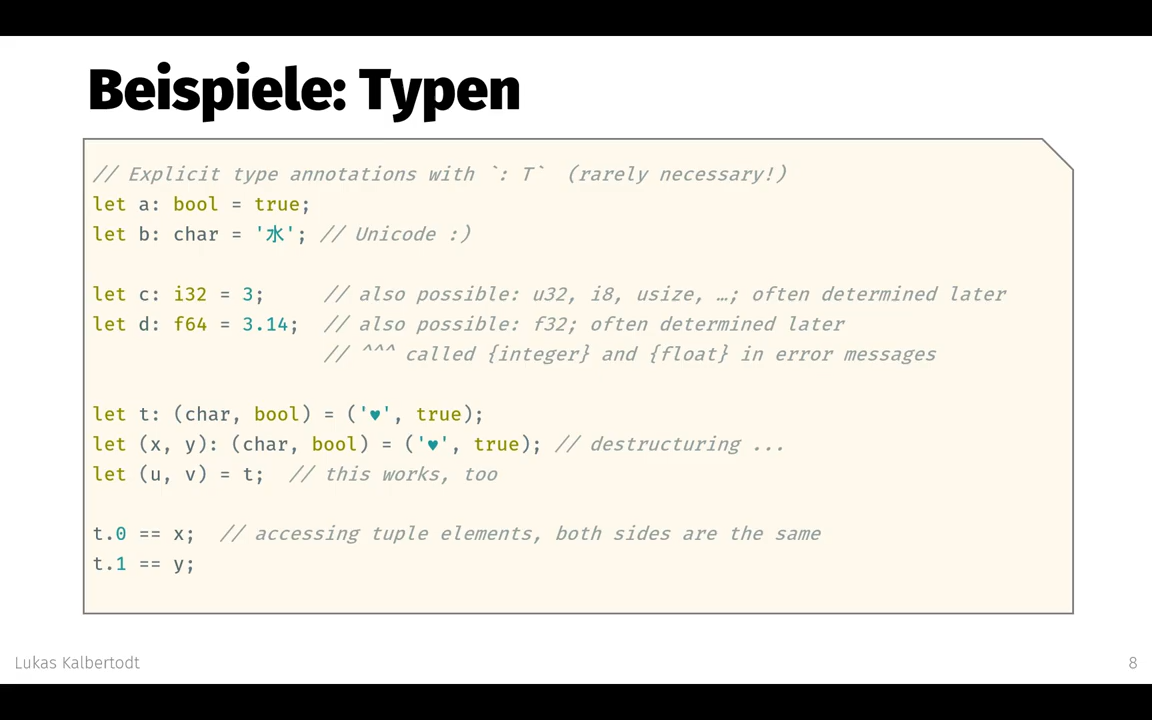 Beispiele: Typen
// Explicit type annotations with `: T`  (rarely necessary!)
let a: bool = true;
let b: char = '水'; // Unicode :)
let c: i32 = 3;     // also possible: u32, i8, usize, …; often determined later
let d: f64 = 3.14;  // also possible: f32; often determined later
// ^^^ called {integer} and {float} in error messages
let t: (char, bool) = ('♥', true);
let (x, y): (char, bool) = ('♥', true); // destructuring ...
let (u, v) = t;  // this works, too
t.0 == x;  // accessing tuple elements, both sides are the same
t.1 == y;
Lukas Kalbertodt
8